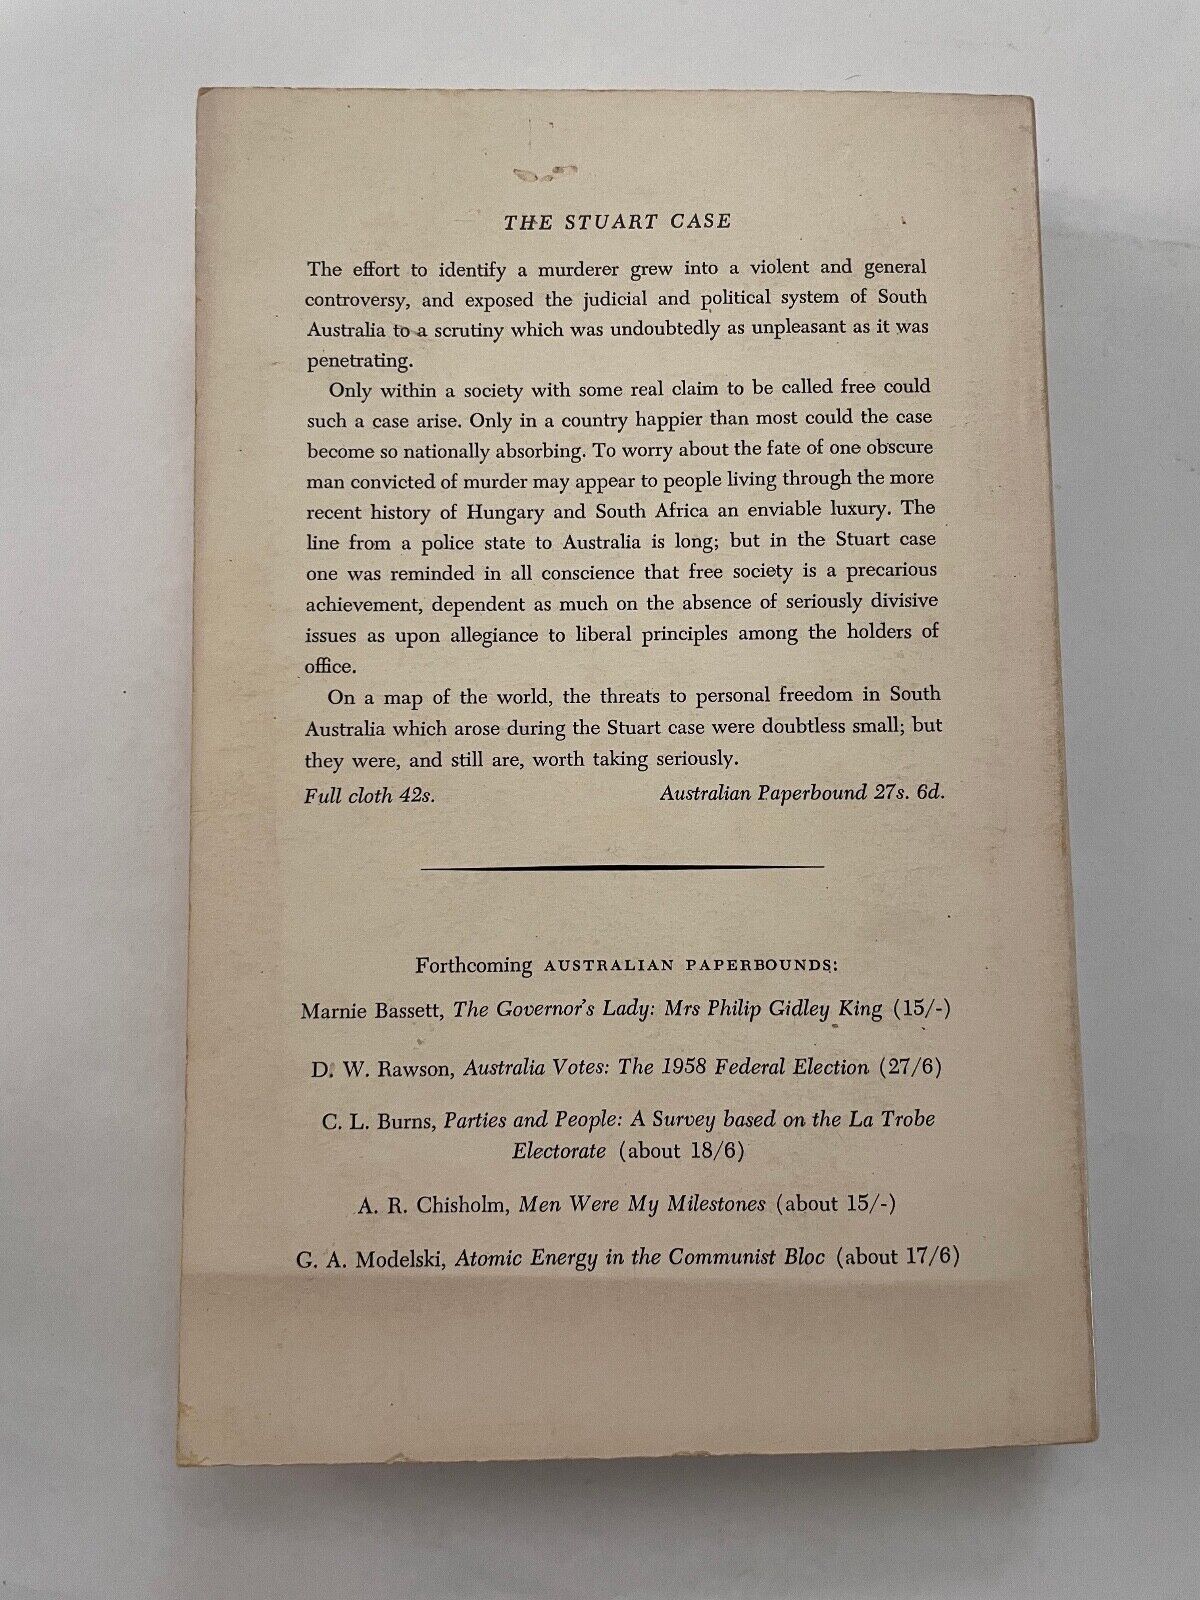 THE STUART CASE
The effort to identify a murderer grew into a violent and general
controversy, and exposed the judicial and political system of South
Australia to a scrutiny which was undoubtedly as unpleasant as it was
penetrating.
Only within a society with some real claim to be called free could
such a case arise. Only in a country happier than most could the case
become so nationally absorbing. To worry about the fate of one obscure
man convicted of murder may appear to people living through the more
recent history of Hungary and South Africa an enviable luxury. The
line from a police state to Australia is long; but in the Stuart case
one was reminded in all conscience that free society is a precarious
achievement, dependent as much on the absence of seriously divisive
issues as upon allegiance to liberal principles among the holders of
office.
On a map of the world, the threats to personal freedom in South
Australia which arose during the Stuart case were doubtless small; but
they were, and still are, worth taking seriously.
Full cloth 42s. Australian Paperbound 27s. 6d.
Forthcoming AUSTRALIAN PAPERBOUNDS:
Marnie Bassett, The Governor's Lady: Mrs Philip Gidley King (15/-)
D. W. Rawson, Australia Votes: The 1958 Federal Election (27/6)
C. L. Burns, Parties and People: A Survey based on the La Trobe
Electorate (about 18/6)
A. R. Chisholm, Men Were My Milestones (about 15/-)
G. A. Modelski, Atomic Energy in the Communist Bloc (about 17/6)